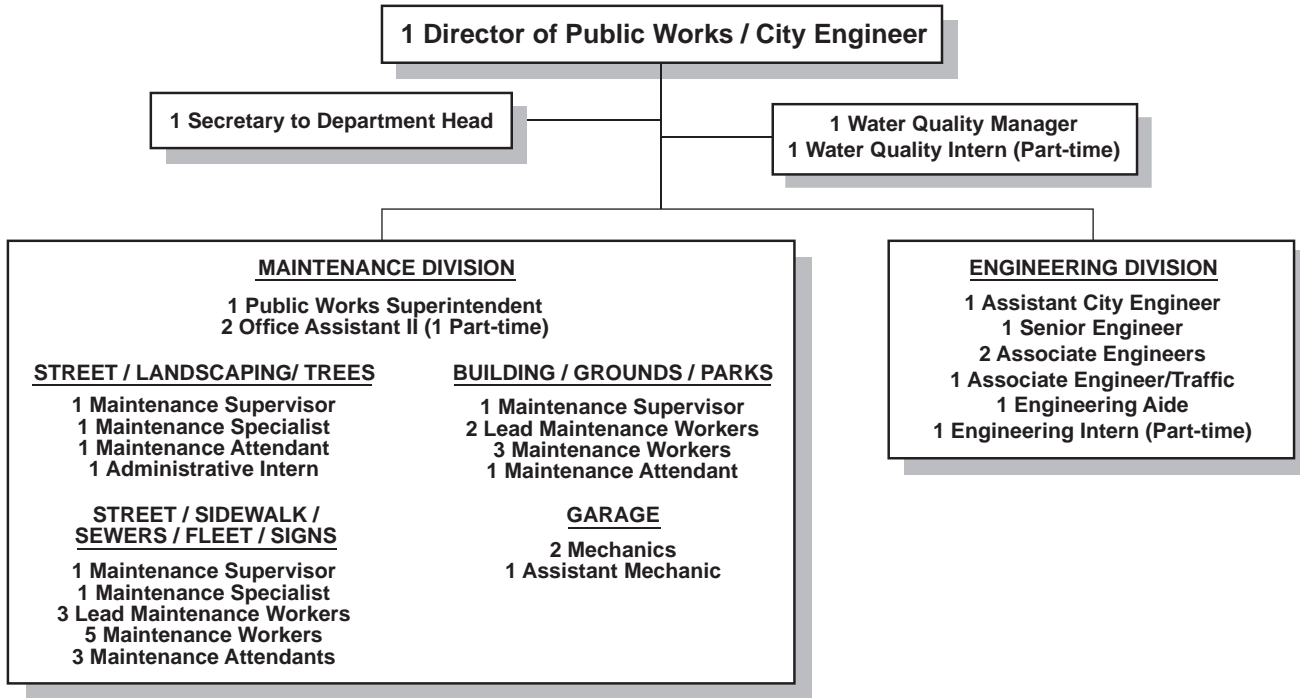 1 Director of Public Works / City Engineer
1 Secretary to Department Head
1 Water Quality Manager
1 Water Quality Intern (Part-time)
MAINTENANCE DIVISION
1 Public Works Superintendent
2 Office Assistant II (1 Part-time)
STREET / LANDSCAPING/ TREES
1 Maintenance Supervisor
1 Maintenance Specialist
1 Maintenance Attendant
1 Administrative Intern
STREET / SIDEWALK /
SEWERS / FLEET / SIGNS
1 Maintenance Supervisor
1 Maintenance Specialist
3 Lead Maintenance Workers
5 Maintenance Workers
3 Maintenance Attendants
BUILDING / GROUNDS / PARKS
1 Maintenance Supervisor
2 Lead Maintenance Workers
3 Maintenance Workers
1 Maintenance Attendant
GARAGE
2 Mechanics
1 Assistant Mechanic
ENGINEERING DIVISION
1 Assistant City Engineer
1 Senior Engineer
2 Associate Engineers
1 Associate Engineer/Traffic
1 Engineering Aide
1 Engineering Intern (Part-time)